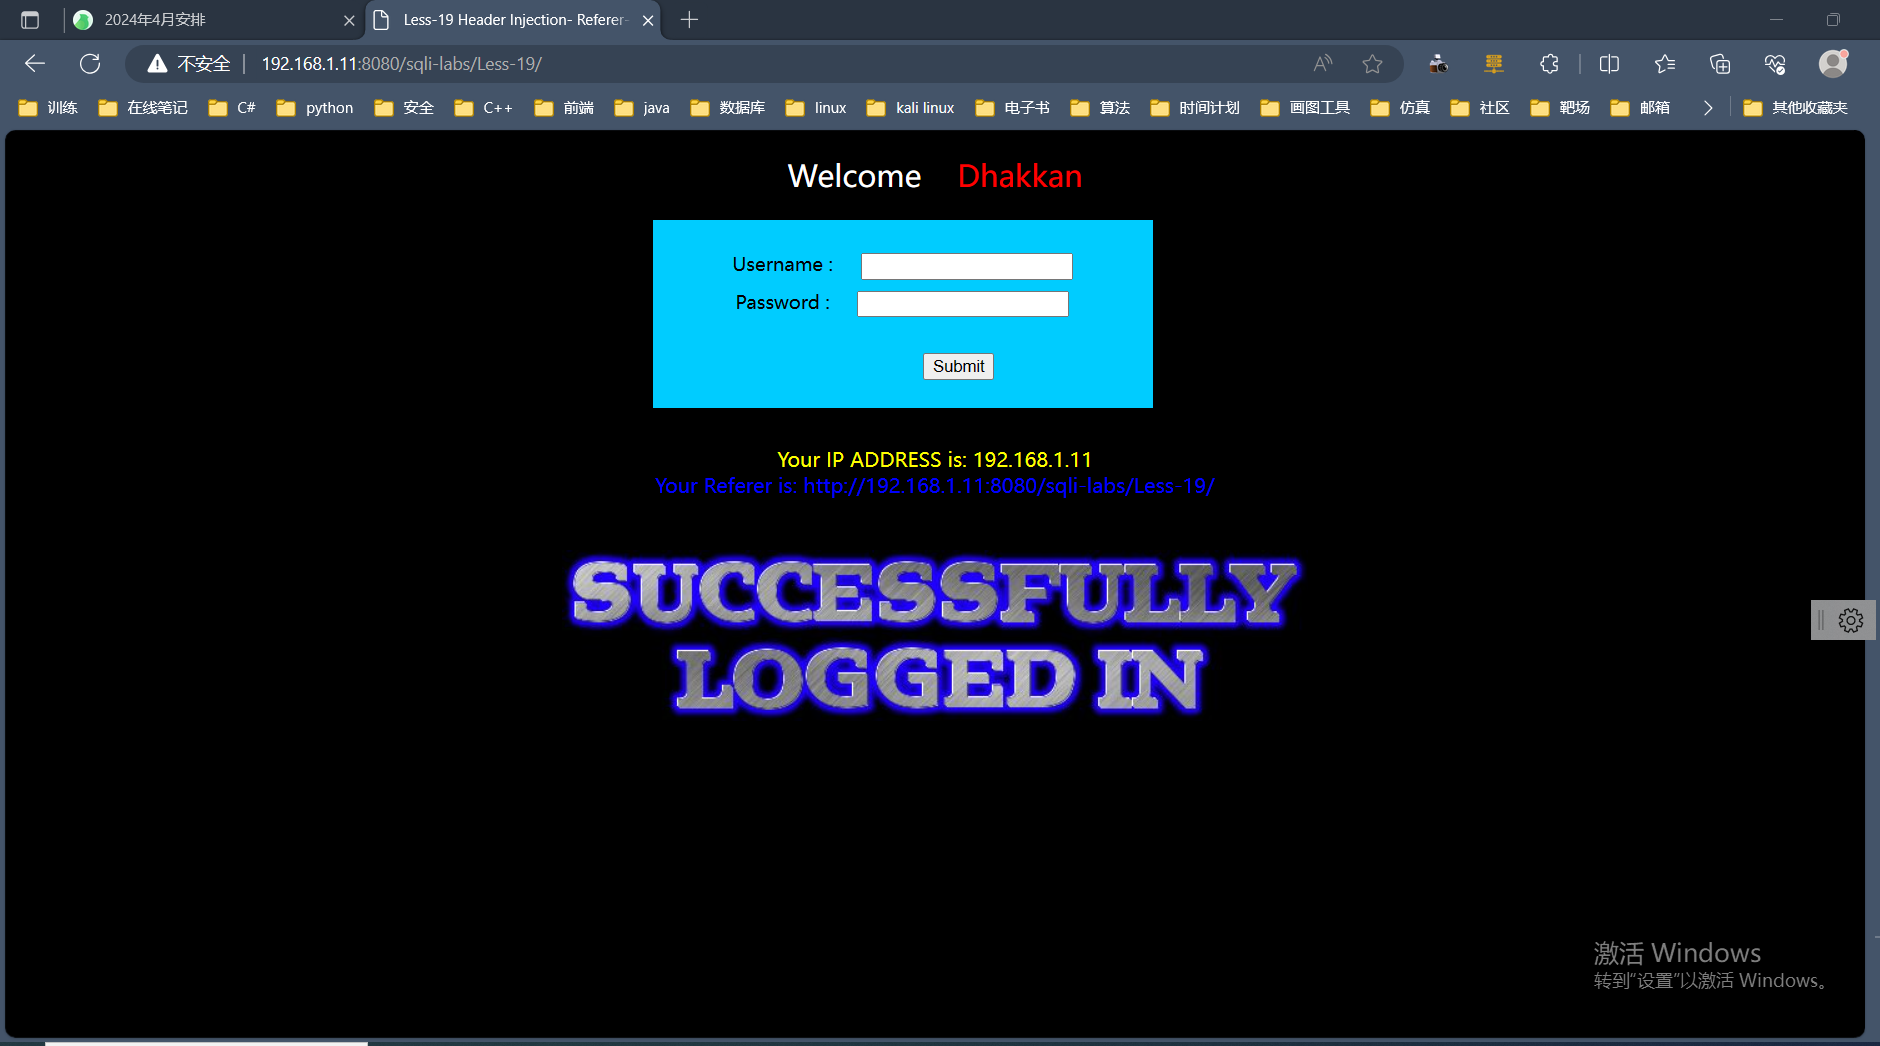 2024年4月安排
Less-19 Header Injection- Referer-
不安全 192.168.1.11:8080/sqli-labs/Less-19/
训练 在线笔记 C# python 安全 C++ 前端 java 数据库 linux kali linux 电子书 算法 时间计划 画图工具 仿真 社区 靶场 邮箱 其他收藏夹
Welcome Dhakkan
Username :
Password :
Submit
Your IP ADDRESS is: 192.168.1.11
Your Referer is: http://192.168.1.11:8080/sqli-labs/Less-19/
SUCCESSFULLY
LOGGED IN
激活 Windows
转到“设置”以激活 Windows。